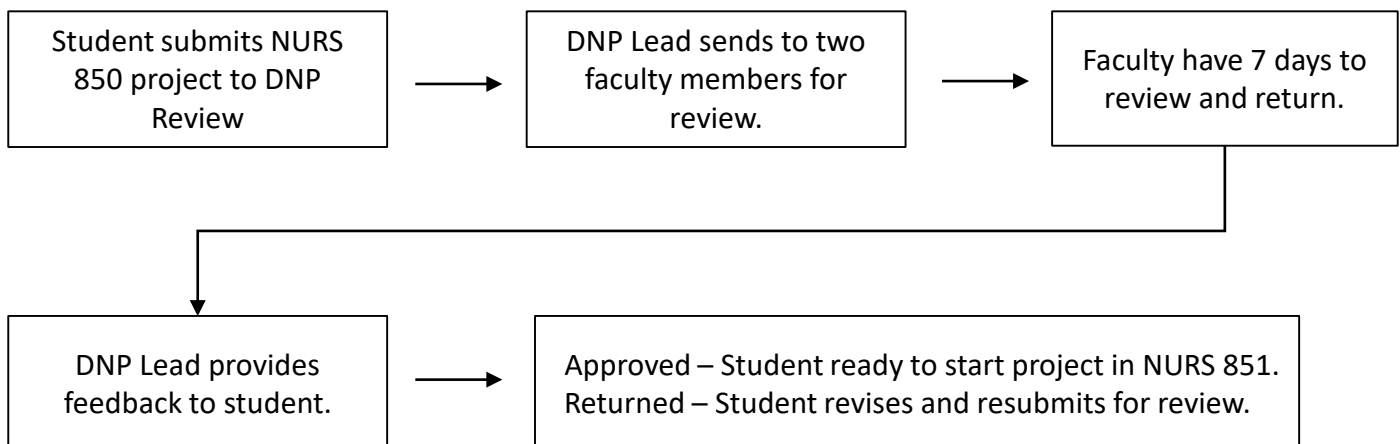 Student submits NURS
850 project to DNP
Review
DNP Lead sends to two
faculty members for
review.
Faculty have 7 days to
review and return.
DNP Lead provides
feedback to student.
Approved – Student ready to start project in NURS 851.
Returned – Student revises and resubmits for review.